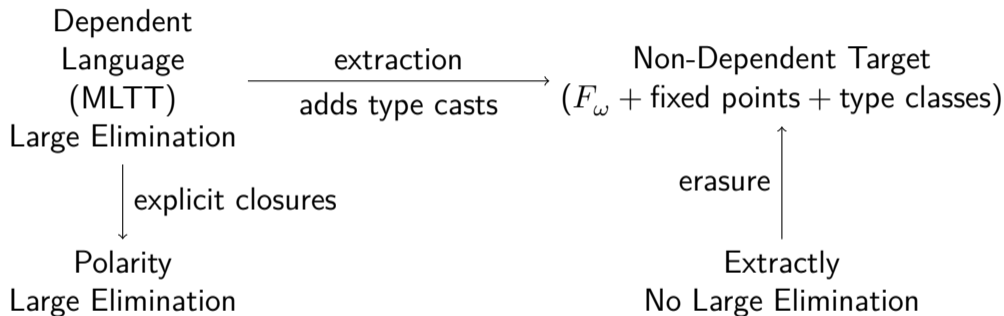 Dependent
Language
(MLTT)
Large Elimination
extraction
adds type casts
Non-Dependent Target
(F_ω + fixed points + type classes)
explicit closures
erasure
Polarity
Large Elimination
Extractly
No Large Elimination